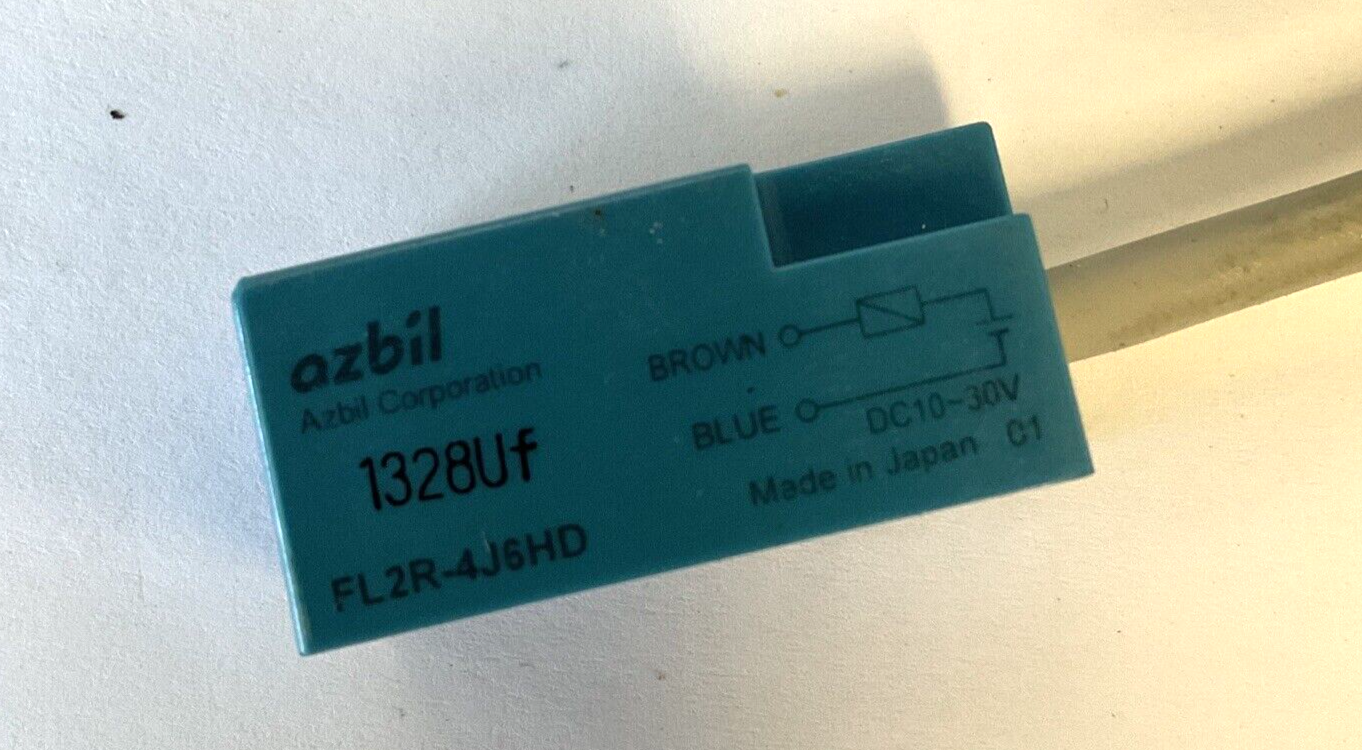 azbil
Azbil Corporation
1328Uf
FL2R-4J6HD
BROWN
BLUE
DC10~30V
Made in Japan C1